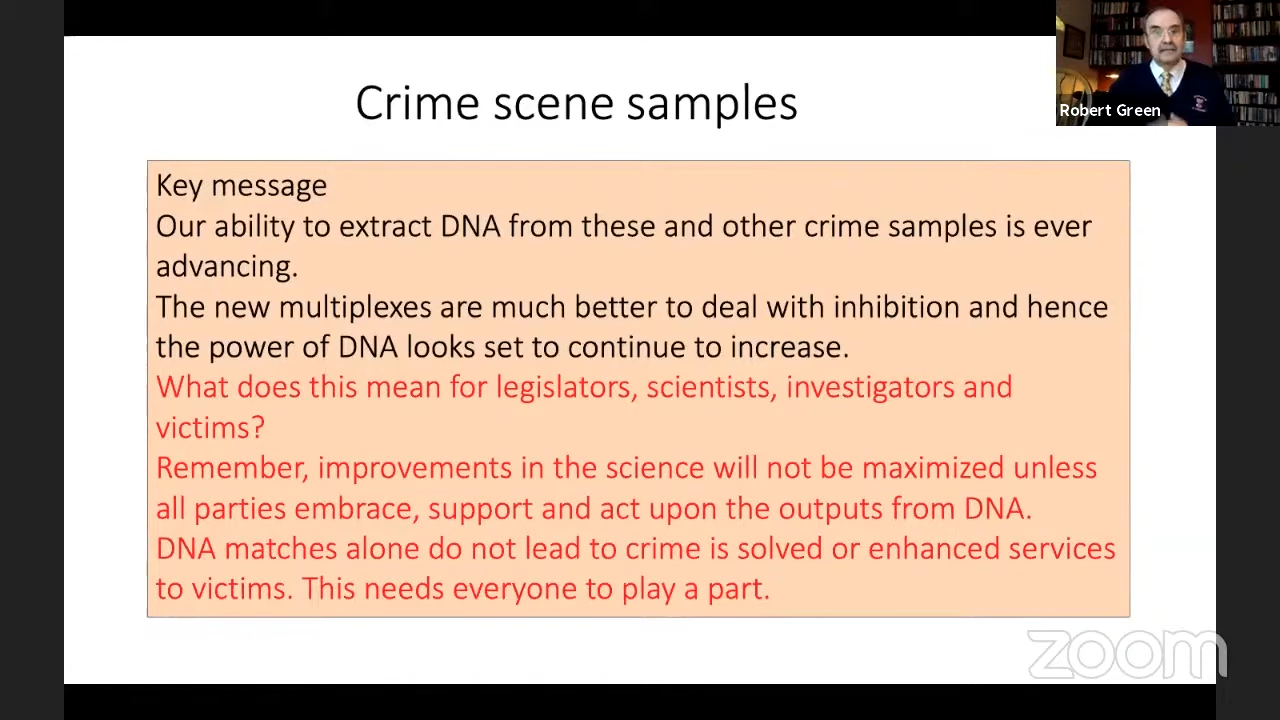 Crime scene samples
Robert Green
Key message
Our ability to extract DNA from these and other crime samples is ever
advancing.
The new multiplexes are much better to deal with inhibition and hence
the power of DNA looks set to continue to increase.
What does this mean for legislators, scientists, investigators and
victims?
Remember, improvements in the science will not be maximized unless
all parties embrace, support and act upon the outputs from DNA.
DNA matches alone do not lead to crime is solved or enhanced services
to victims. This needs everyone to play a part.
zoom